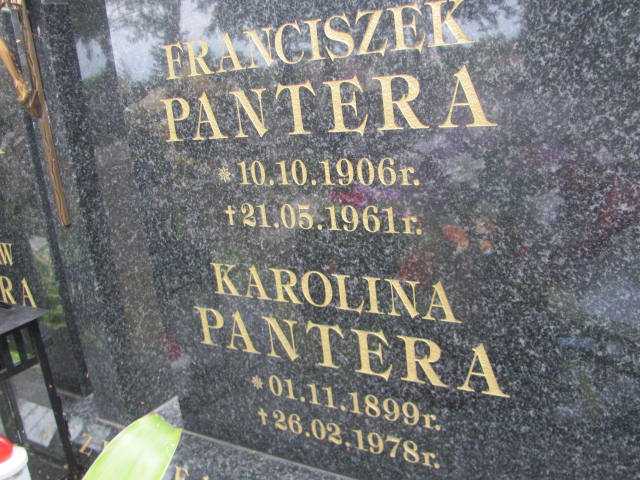 FRANCISZEK
PANTERA
* 10.10.1906r.
† 21.05.1961r.
KAROLINA
PANTERA
* 01.11.1899r.
† 26.02.1978r.